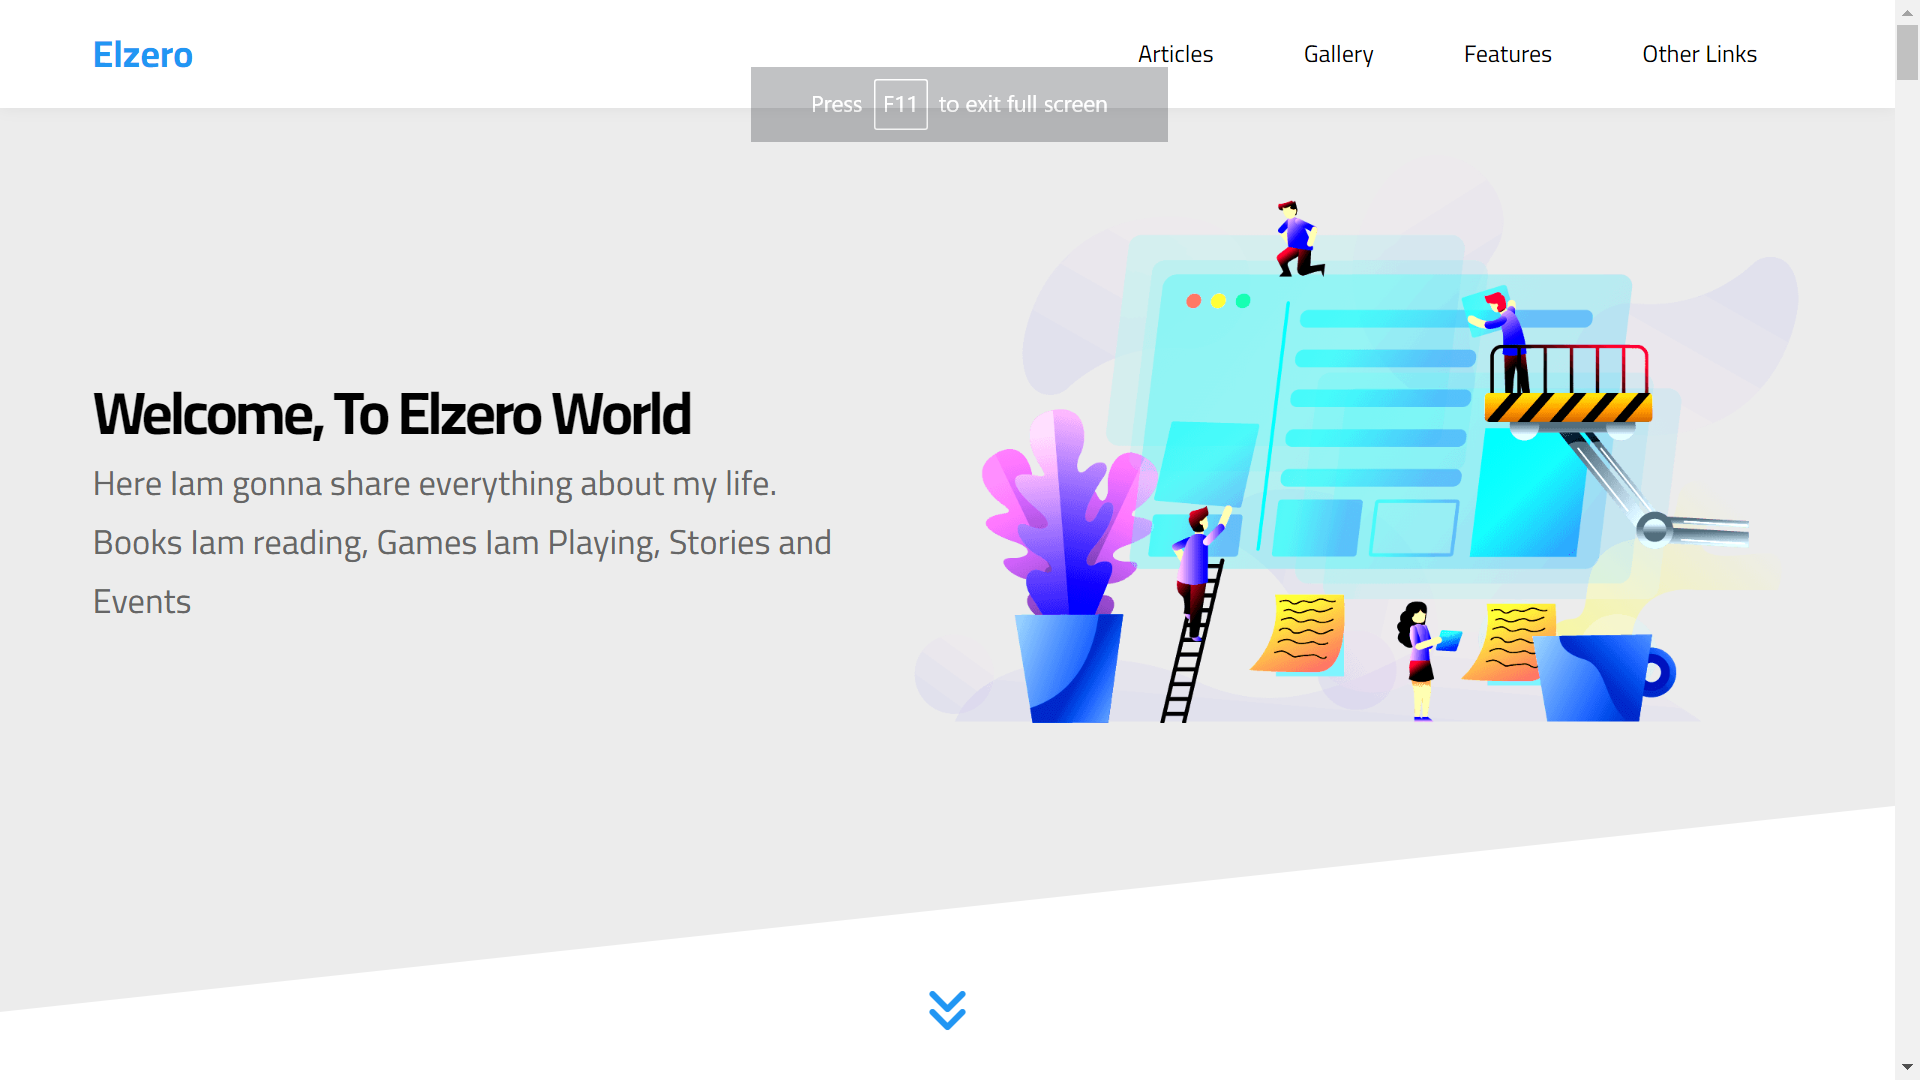 Elzero
Articles Gallery Features Other Links
Press F11 to exit full screen
Welcome, To Elzero World
Here Iam gonna share everything about my life.
Books Iam reading, Games Iam Playing, Stories and
Events